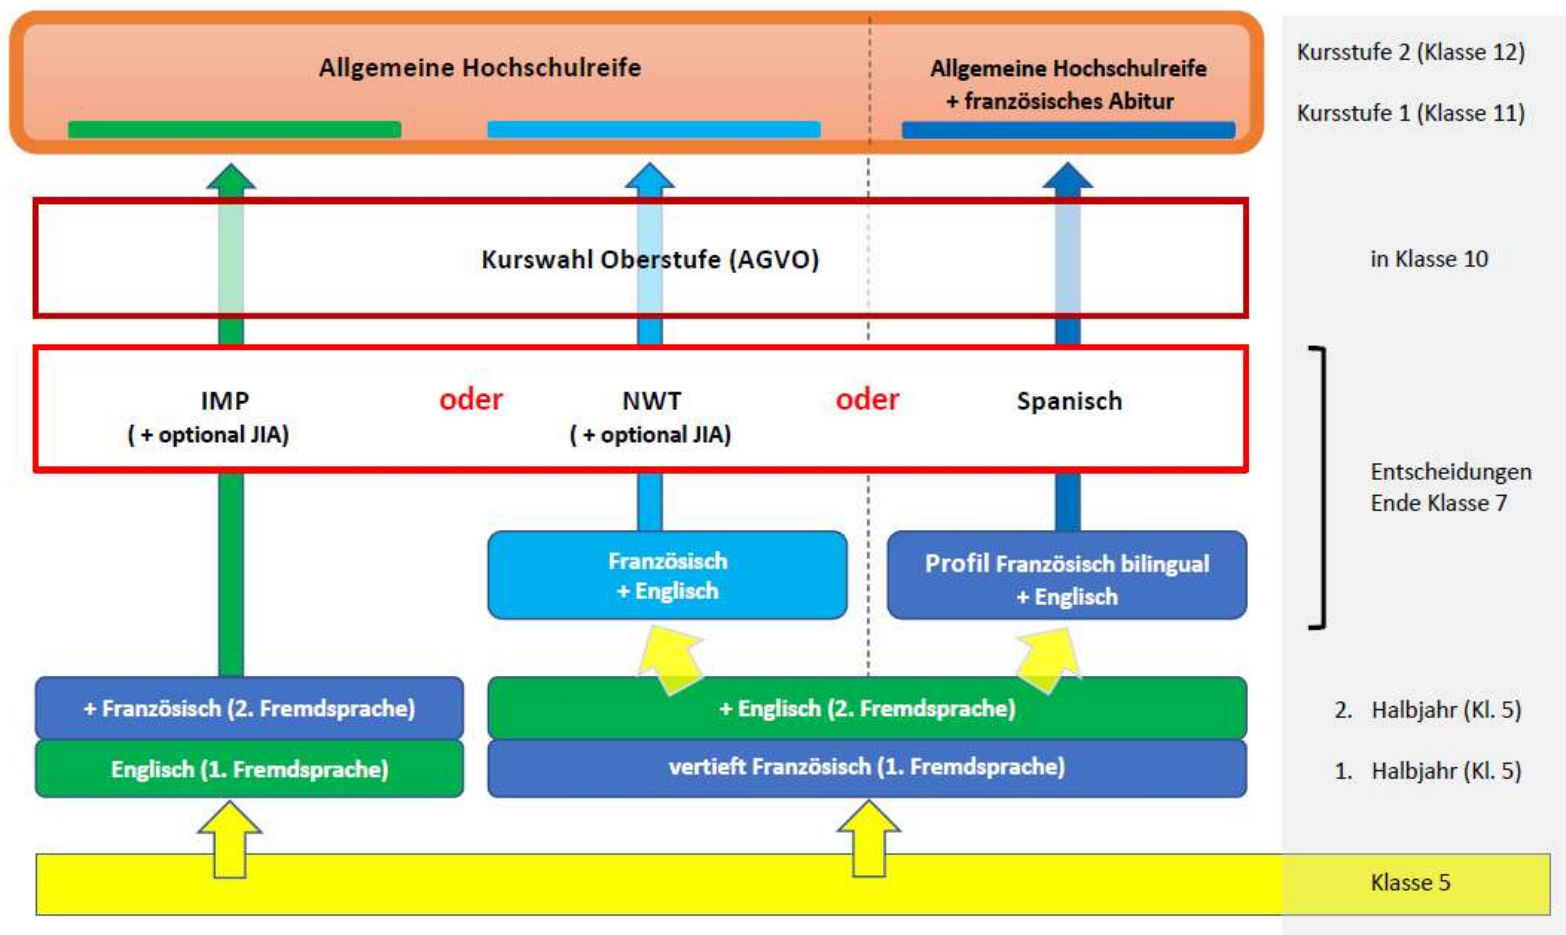 Allgemeine Hochschulreife
Allgemeine Hochschulreife
+ französisches Abitur
Kursstufe 2 (Klasse 12)
Kursstufe 1 (Klasse 11)
Kurswahl Oberstufe (AGVO)
in Klasse 10
IMP
( + optional JIA)
oder
NWT
( + optional JIA)
oder
Spanisch
Entscheidungen
Ende Klasse 7
Französisch
+ Englisch
Profil Französisch bilingual
+ Englisch
+ Französisch (2. Fremdsprache)
+ Englisch (2. Fremdsprache)
2. Halbjahr (Kl. 5)
Englisch (1. Fremdsprache)
vertieft Französisch (1. Fremdsprache)
1. Halbjahr (Kl. 5)
Klasse 5